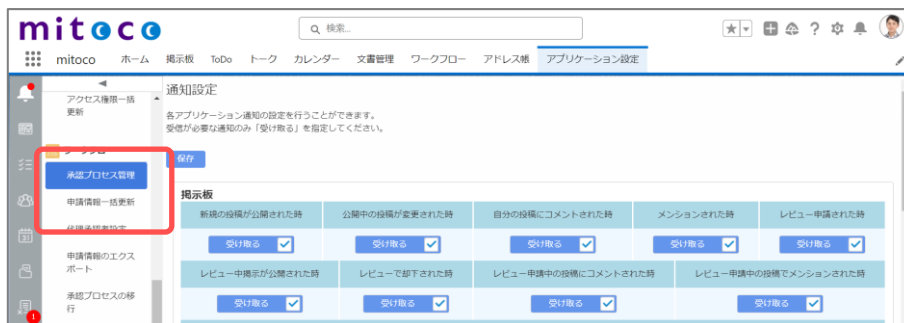 mitoco
検索...
mitoco ホーム 掲示板 ToDo トーク カレンダー 文書管理 ワークフロー アドレス帳 アプリケーション設定
アクセス権限一括
更新
承認プロセス管理
申請情報一括更新
代理承認者設定
申請情報のエクス
ポート
承認プロセスの移
行
31
1
通知設定
各アプリケーション通知の設定を行うことができます。
受信が必要な通知のみ「受け取る」を指定してください。
保存
掲示板
新規の投稿が公開された時 公開中の投稿が変更された時 自分の投稿にコメントされた時 メンションされた時 レビュー申請された時
受け取る 受け取る 受け取る 受け取る 受け取る
レビュー中掲示が公開された時 レビューで却下された時 レビュー申請中の投稿にコメントされた時 レビュー申請中の投稿でメンションされた時
受け取る 受け取る 受け取る 受け取る